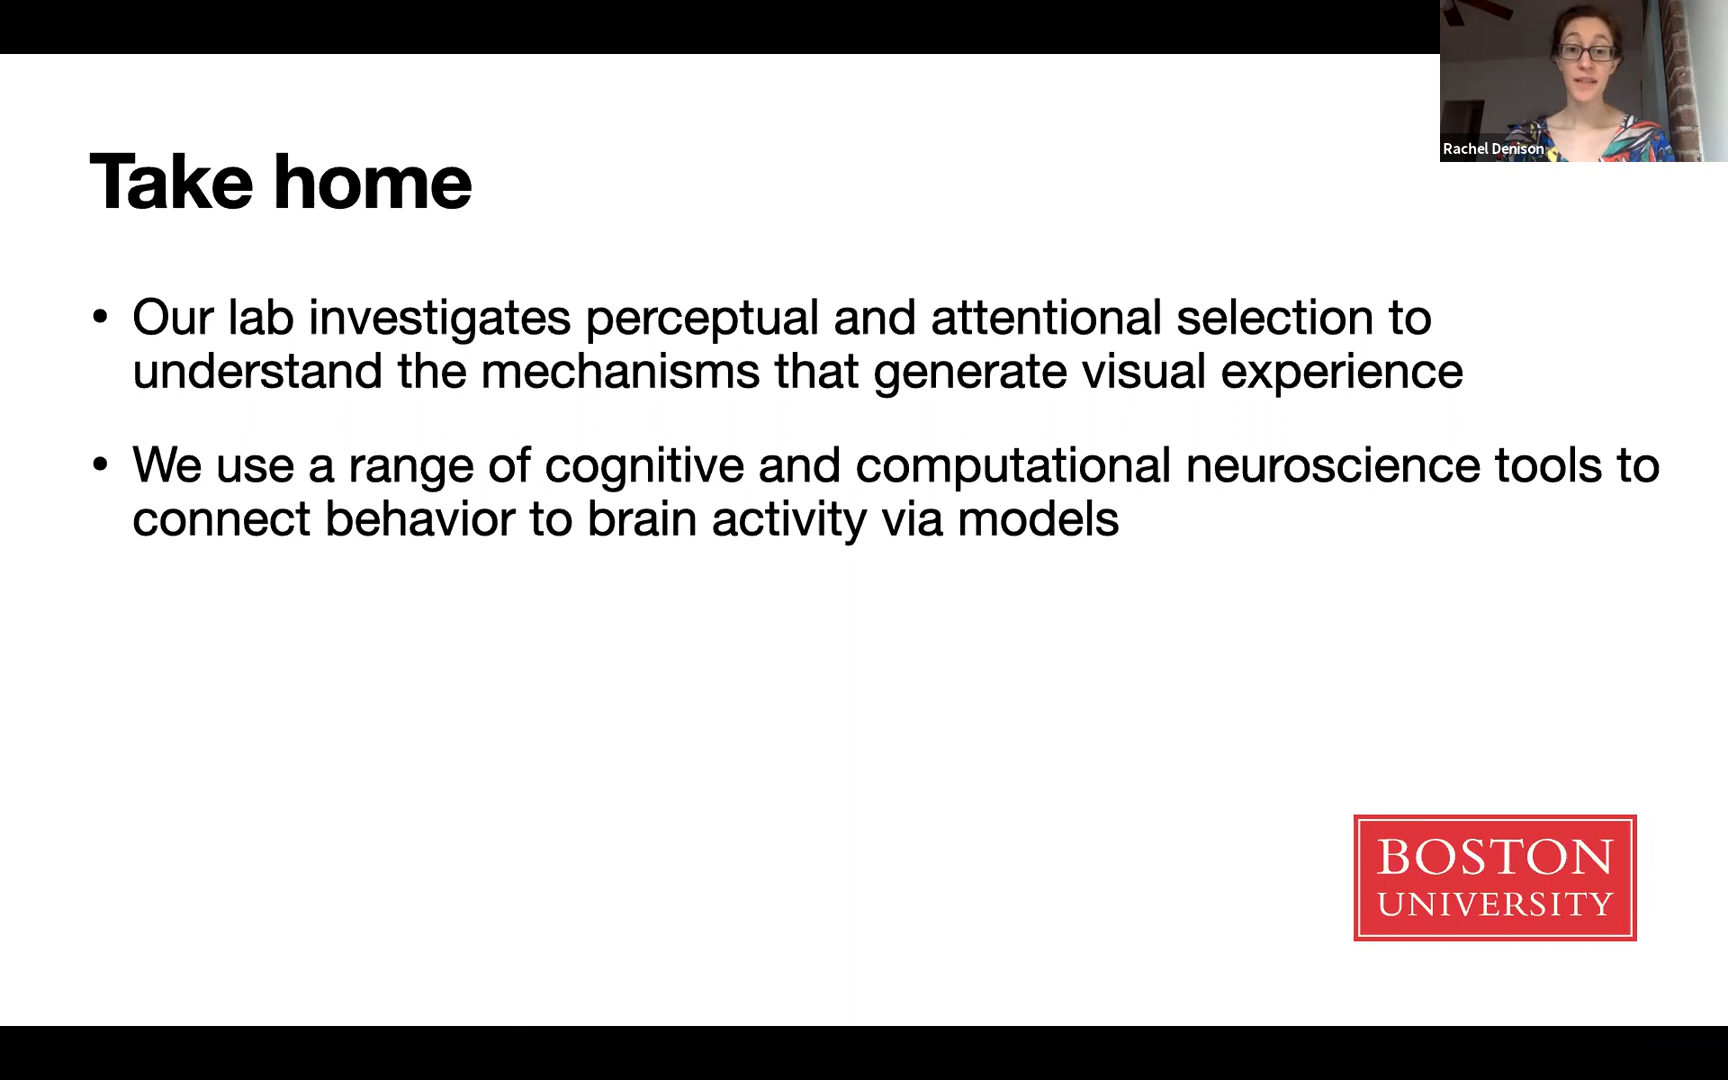 Rachel Denison
Take home
• Our lab investigates perceptual and attentional selection to
understand the mechanisms that generate visual experience
• We use a range of cognitive and computational neuroscience tools to
connect behavior to brain activity via models
BOSTON
UNIVERSITY